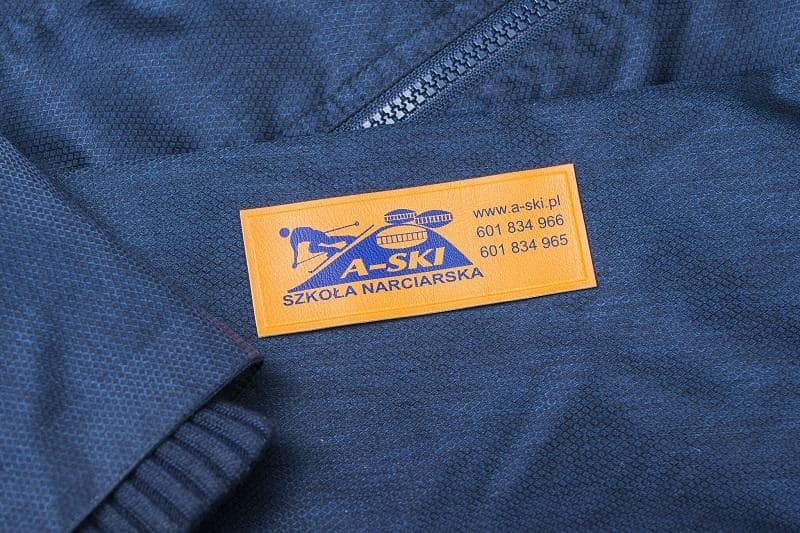 A-SKI
SZKOŁA NARCIARSKA
www.a-ski.pl
601 834 966
601 834 965